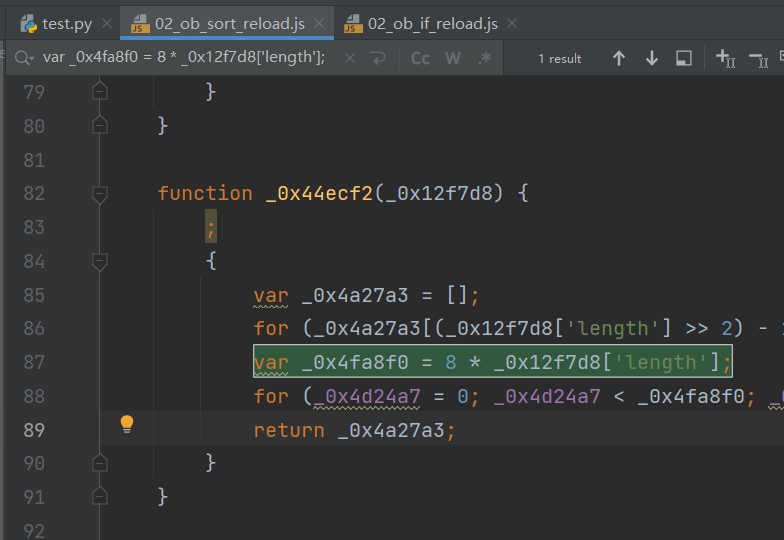 test.py 02_ob_sort_reload.js 02_ob_if_reload.js
var _0x4fa8f0 = 8 * _0x12f7d8['length']; Cc W .* 1 result
79 }
80 }
81
82 function _0x44ecf2(_0x12f7d8) {
83 ;
84 {
85 var _0x4a27a3 = [];
86 for (_0x4a27a3[(_0x12f7d8['length'] >> 2) -
87 var _0x4fa8f0 = 8 * _0x12f7d8['length'];
88 for (_0x4d24a7 = 0; _0x4d24a7 < _0x4fa8f0;
89 return _0x4a27a3;
90 }
91 }
92